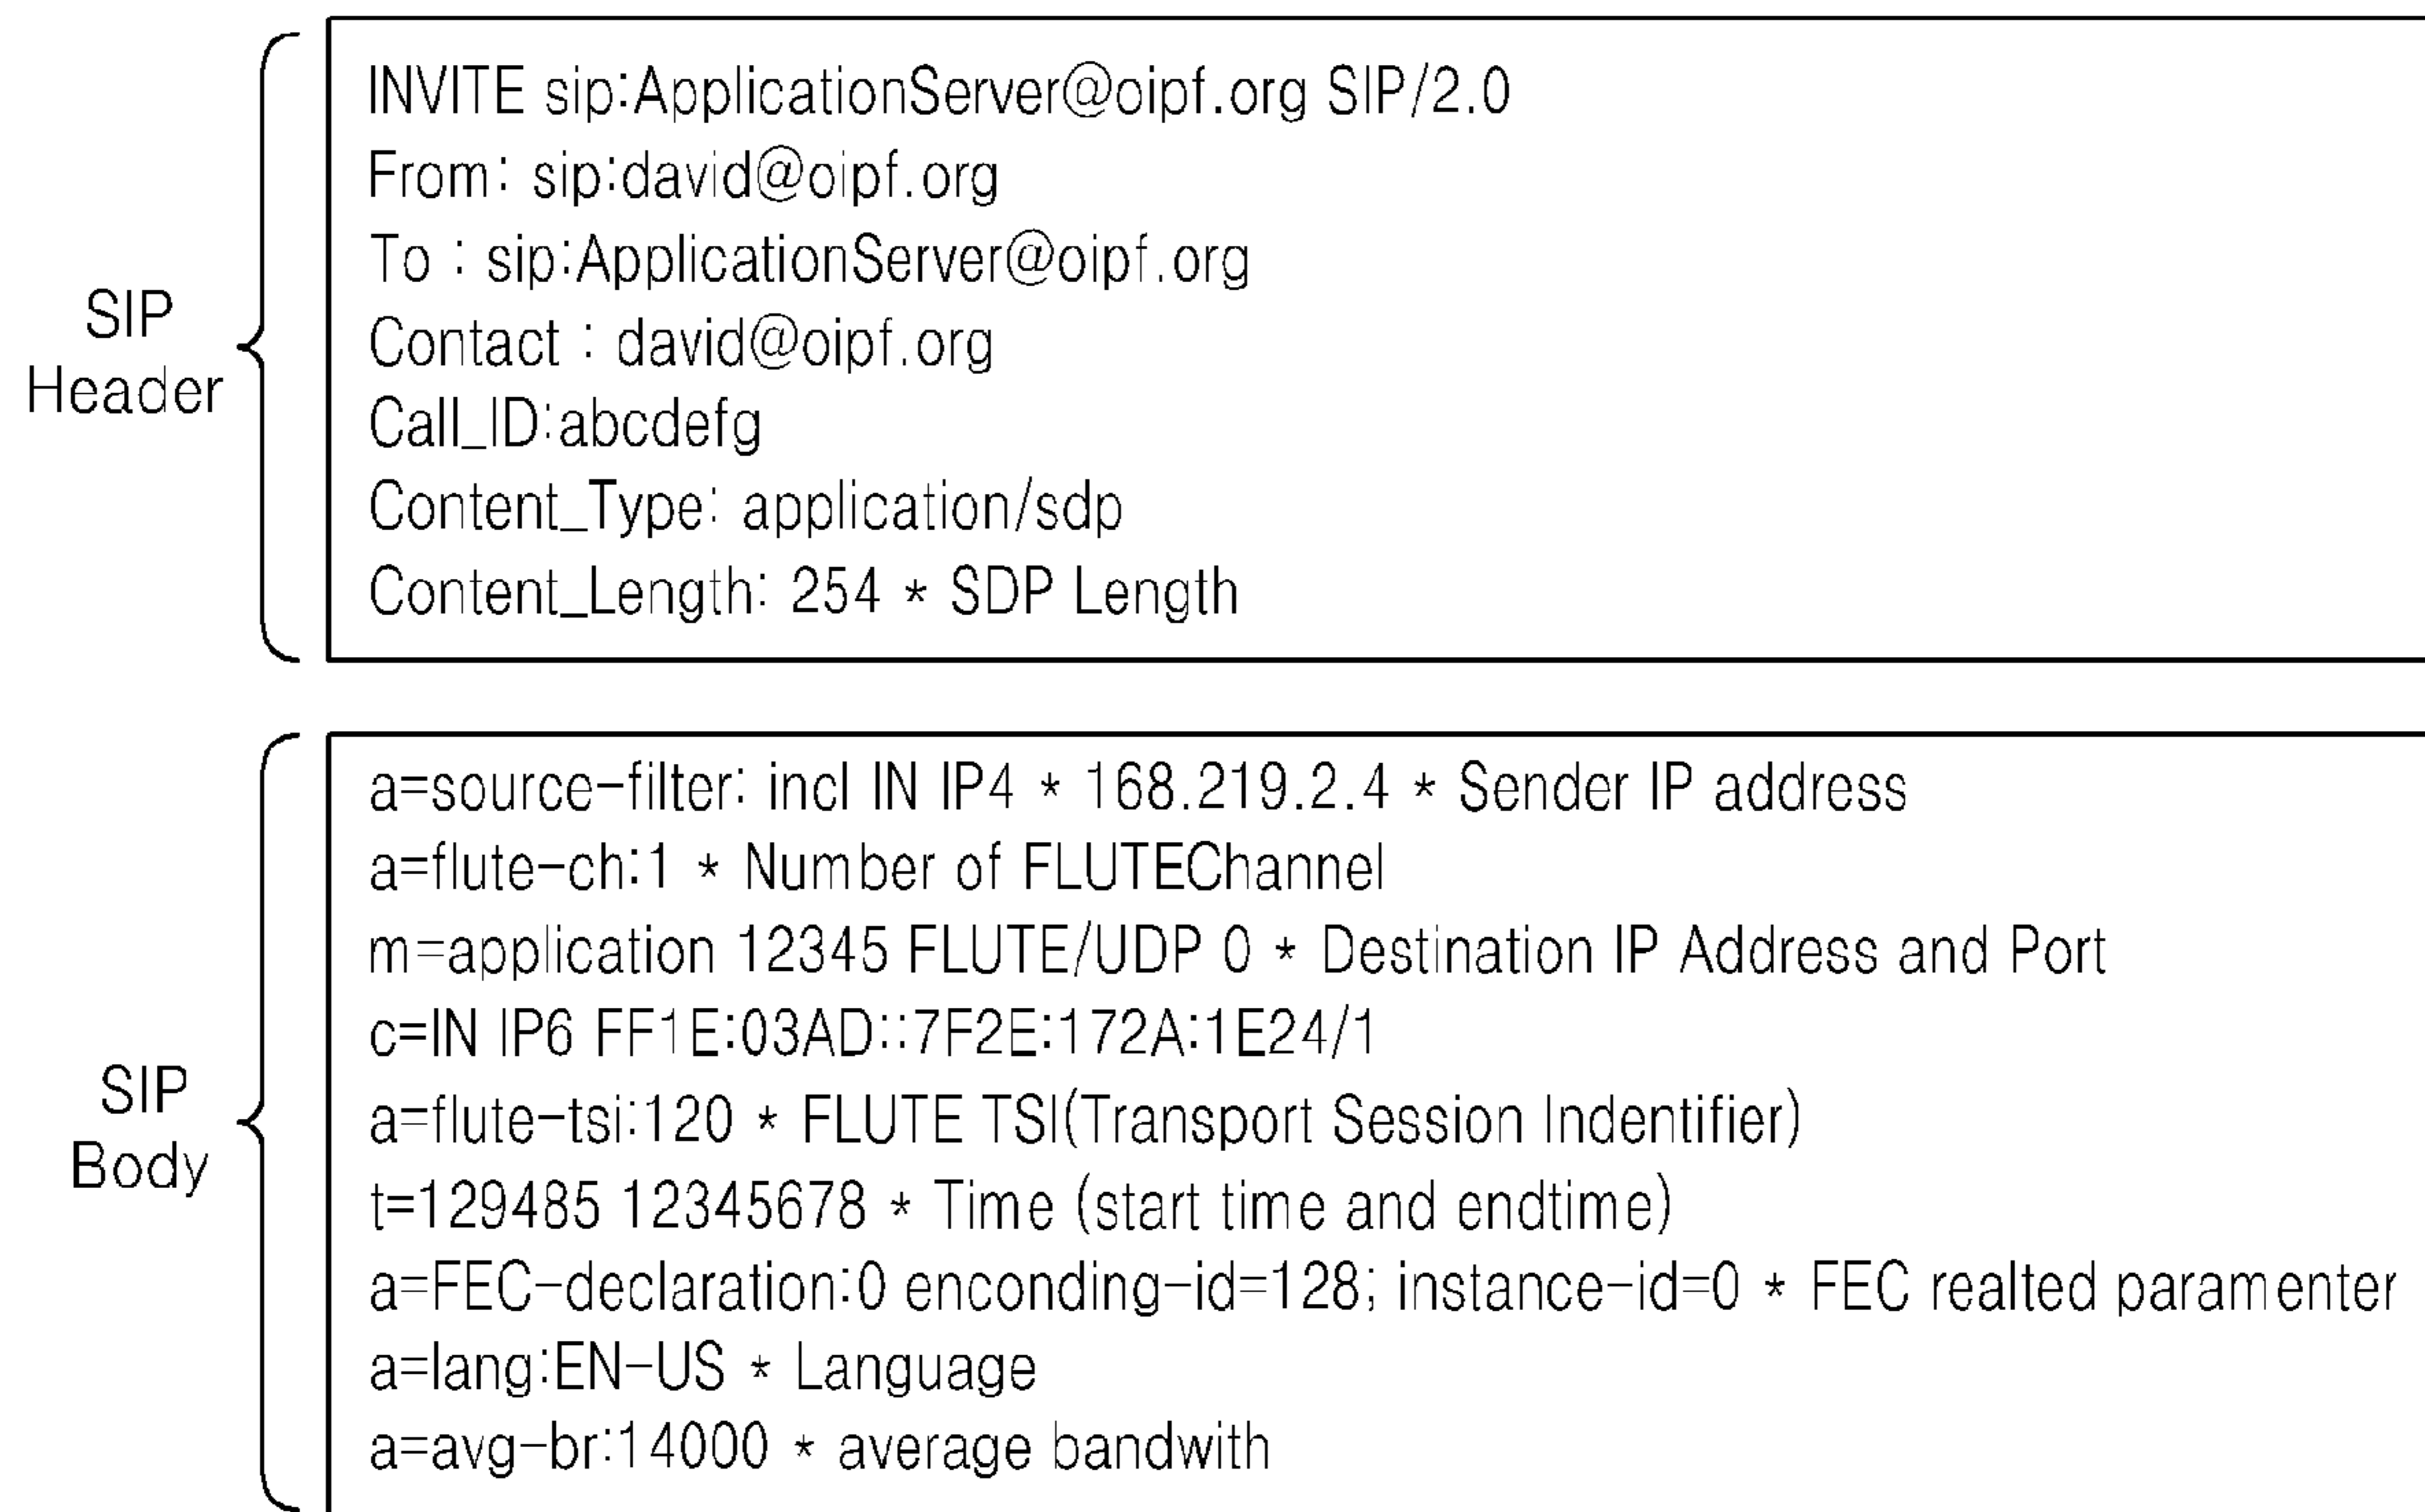 SIP
Header
INVITE sip:ApplicationServer@oipf.org SIP/2.0
From: sip:david@oipf.org
To : sip:ApplicationServer@oipf.org
Contact : david@oipf.org
Call_ID:abcdefg
Content_Type: application/sdp
Content_Length: 254 * SDP Length
SIP
Body
a=source-filter: incl IN IP4 * 168.219.2.4 * Sender IP address
a=flute-ch:1 * Number of FLUTEChannel
m=application 12345 FLUTE/UDP 0 * Destination IP Address and Port
c=IN IP6 FF1E:03AD::7F2E:172A:1E24/1
a=flute-tsi:120 * FLUTE TSI(Transport Session Indentifier)
t=129485 12345678 * Time (start time and endtime)
a=FEC-declaration:0 enconding-id=128; instance-id=0 * FEC realted paramenter
a=lang:EN-US * Language
a=avg-br:14000 * average bandwith